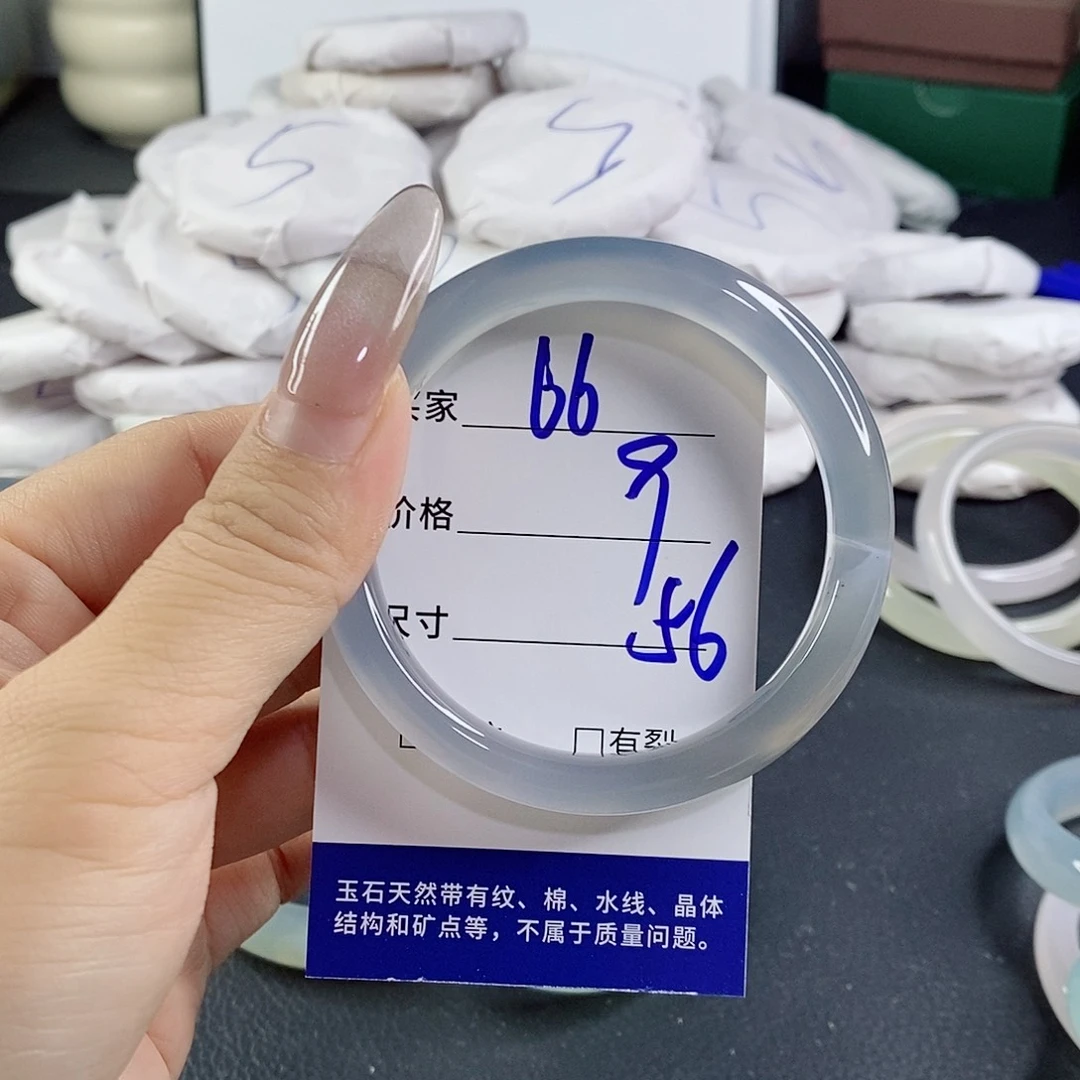 家 66
价格 9
尺寸 56
有裂
玉石天然带有纹、棉、水线、晶体
结构和矿点等，不属于质量问题。